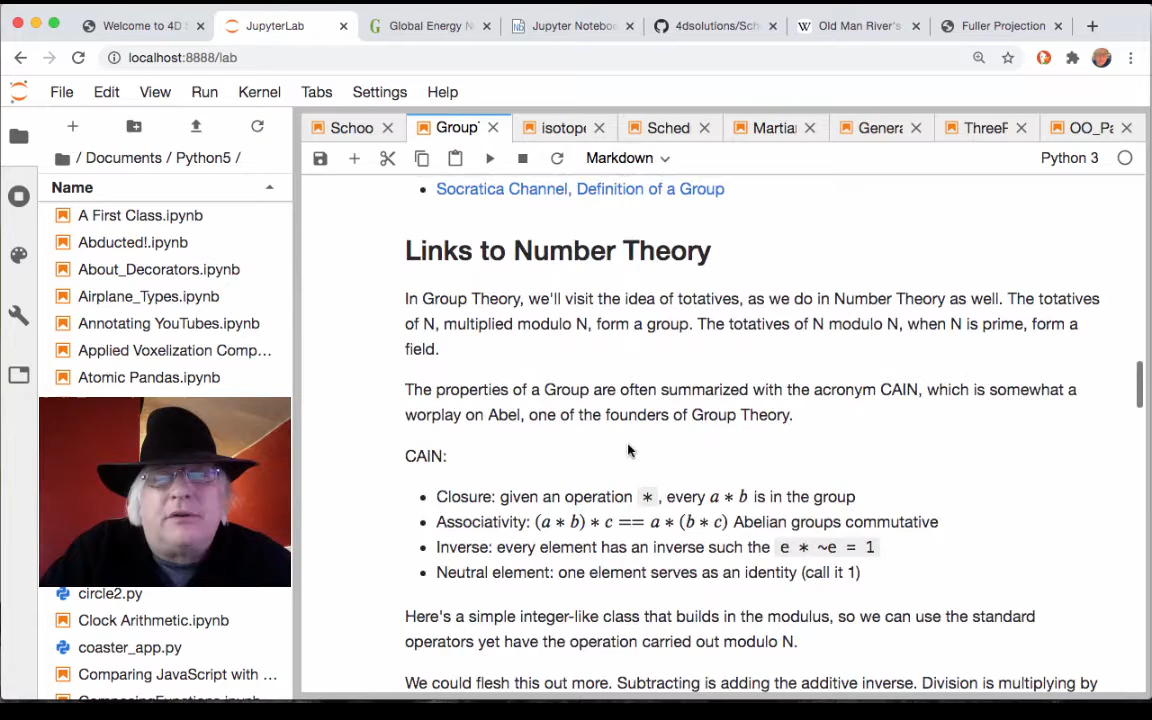 Welcome to 4D S
JupyterLab
Global Energy N
Jupyter Noteboo
4dsolutions/Sch
Old Man River's
Fuller Projection
localhost:8888/lab
File Edit View Run Kernel Tabs Settings Help
Schoo
Group'
isotope
Sched
Martia
Genera
ThreeF
OO_Pa
/ Documents / Python5 /
Markdown
Python 3
Name
A First Class.ipynb
Abducted!.ipynb
About_Decorators.ipynb
Airplane_Types.ipynb
Annotating YouTubes.ipynb
Applied Voxelization Comp...
Atomic Pandas.ipynb
circle2.py
Clock Arithmetic.ipynb
coaster_app.py
Comparing JavaScript with ...
ComparingFunctions.ipynb
• Socratica Channel, Definition of a Group
Links to Number Theory
In Group Theory, we'll visit the idea of totatives, as we do in Number Theory as well. The totatives
of N, multiplied modulo N, form a group. The totatives of N modulo N, when N is prime, form a
field.
The properties of a Group are often summarized with the acronym CAIN, which is somewhat a
worplay on Abel, one of the founders of Group Theory.
CAIN:
• Closure: given an operation * , every a * b is in the group
• Associativity: (a * b) * c == a * (b * c) Abelian groups commutative
• Inverse: every element has an inverse such the e * ~e = 1
• Neutral element: one element serves as an identity (call it 1)
Here's a simple integer-like class that builds in the modulus, so we can use the standard
operators yet have the operation carried out modulo N.
We could flesh this out more. Subtracting is adding the additive inverse. Division is multiplying by